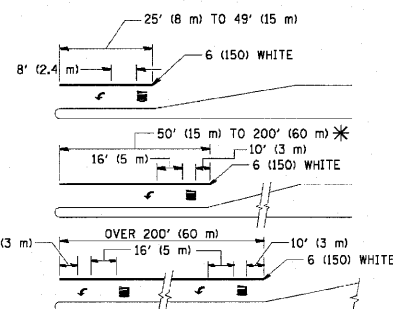 25' (8 m) TO 49' (15 m)
6 (150) WHITE
8' (2.4 m)
50' (15 m) TO 200' (60 m) *
16' (5 m)
10' (3 m)
6 (150) WHITE
OVER 200' (60 m)
(3 m)
16' (5 m)
10' (3 m)
6 (150) WHITE